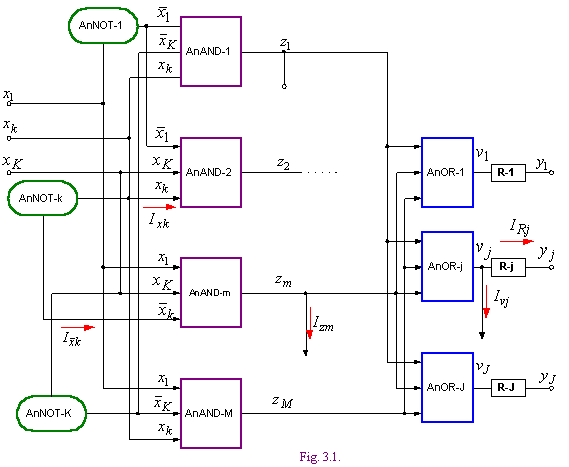 AnNOT-1
x̅1
x̅K
xk
AnAND-1
z1
x1
xk
xK
x̅1
xK
xk
AnAND-2
z2
AnNOT-k
Ixk
AnOR-1
v1
R-1
y1
IRj
x1
xK
x̅k
AnAND-m
zm
AnOR-j
vj
R-j
yj
Ivj
Izm
Ix̅k
x1
x̅K
xk
AnNOT-K
AnAND-M
zM
AnOR-J
vJ
R-J
yJ
Fig. 3.1.